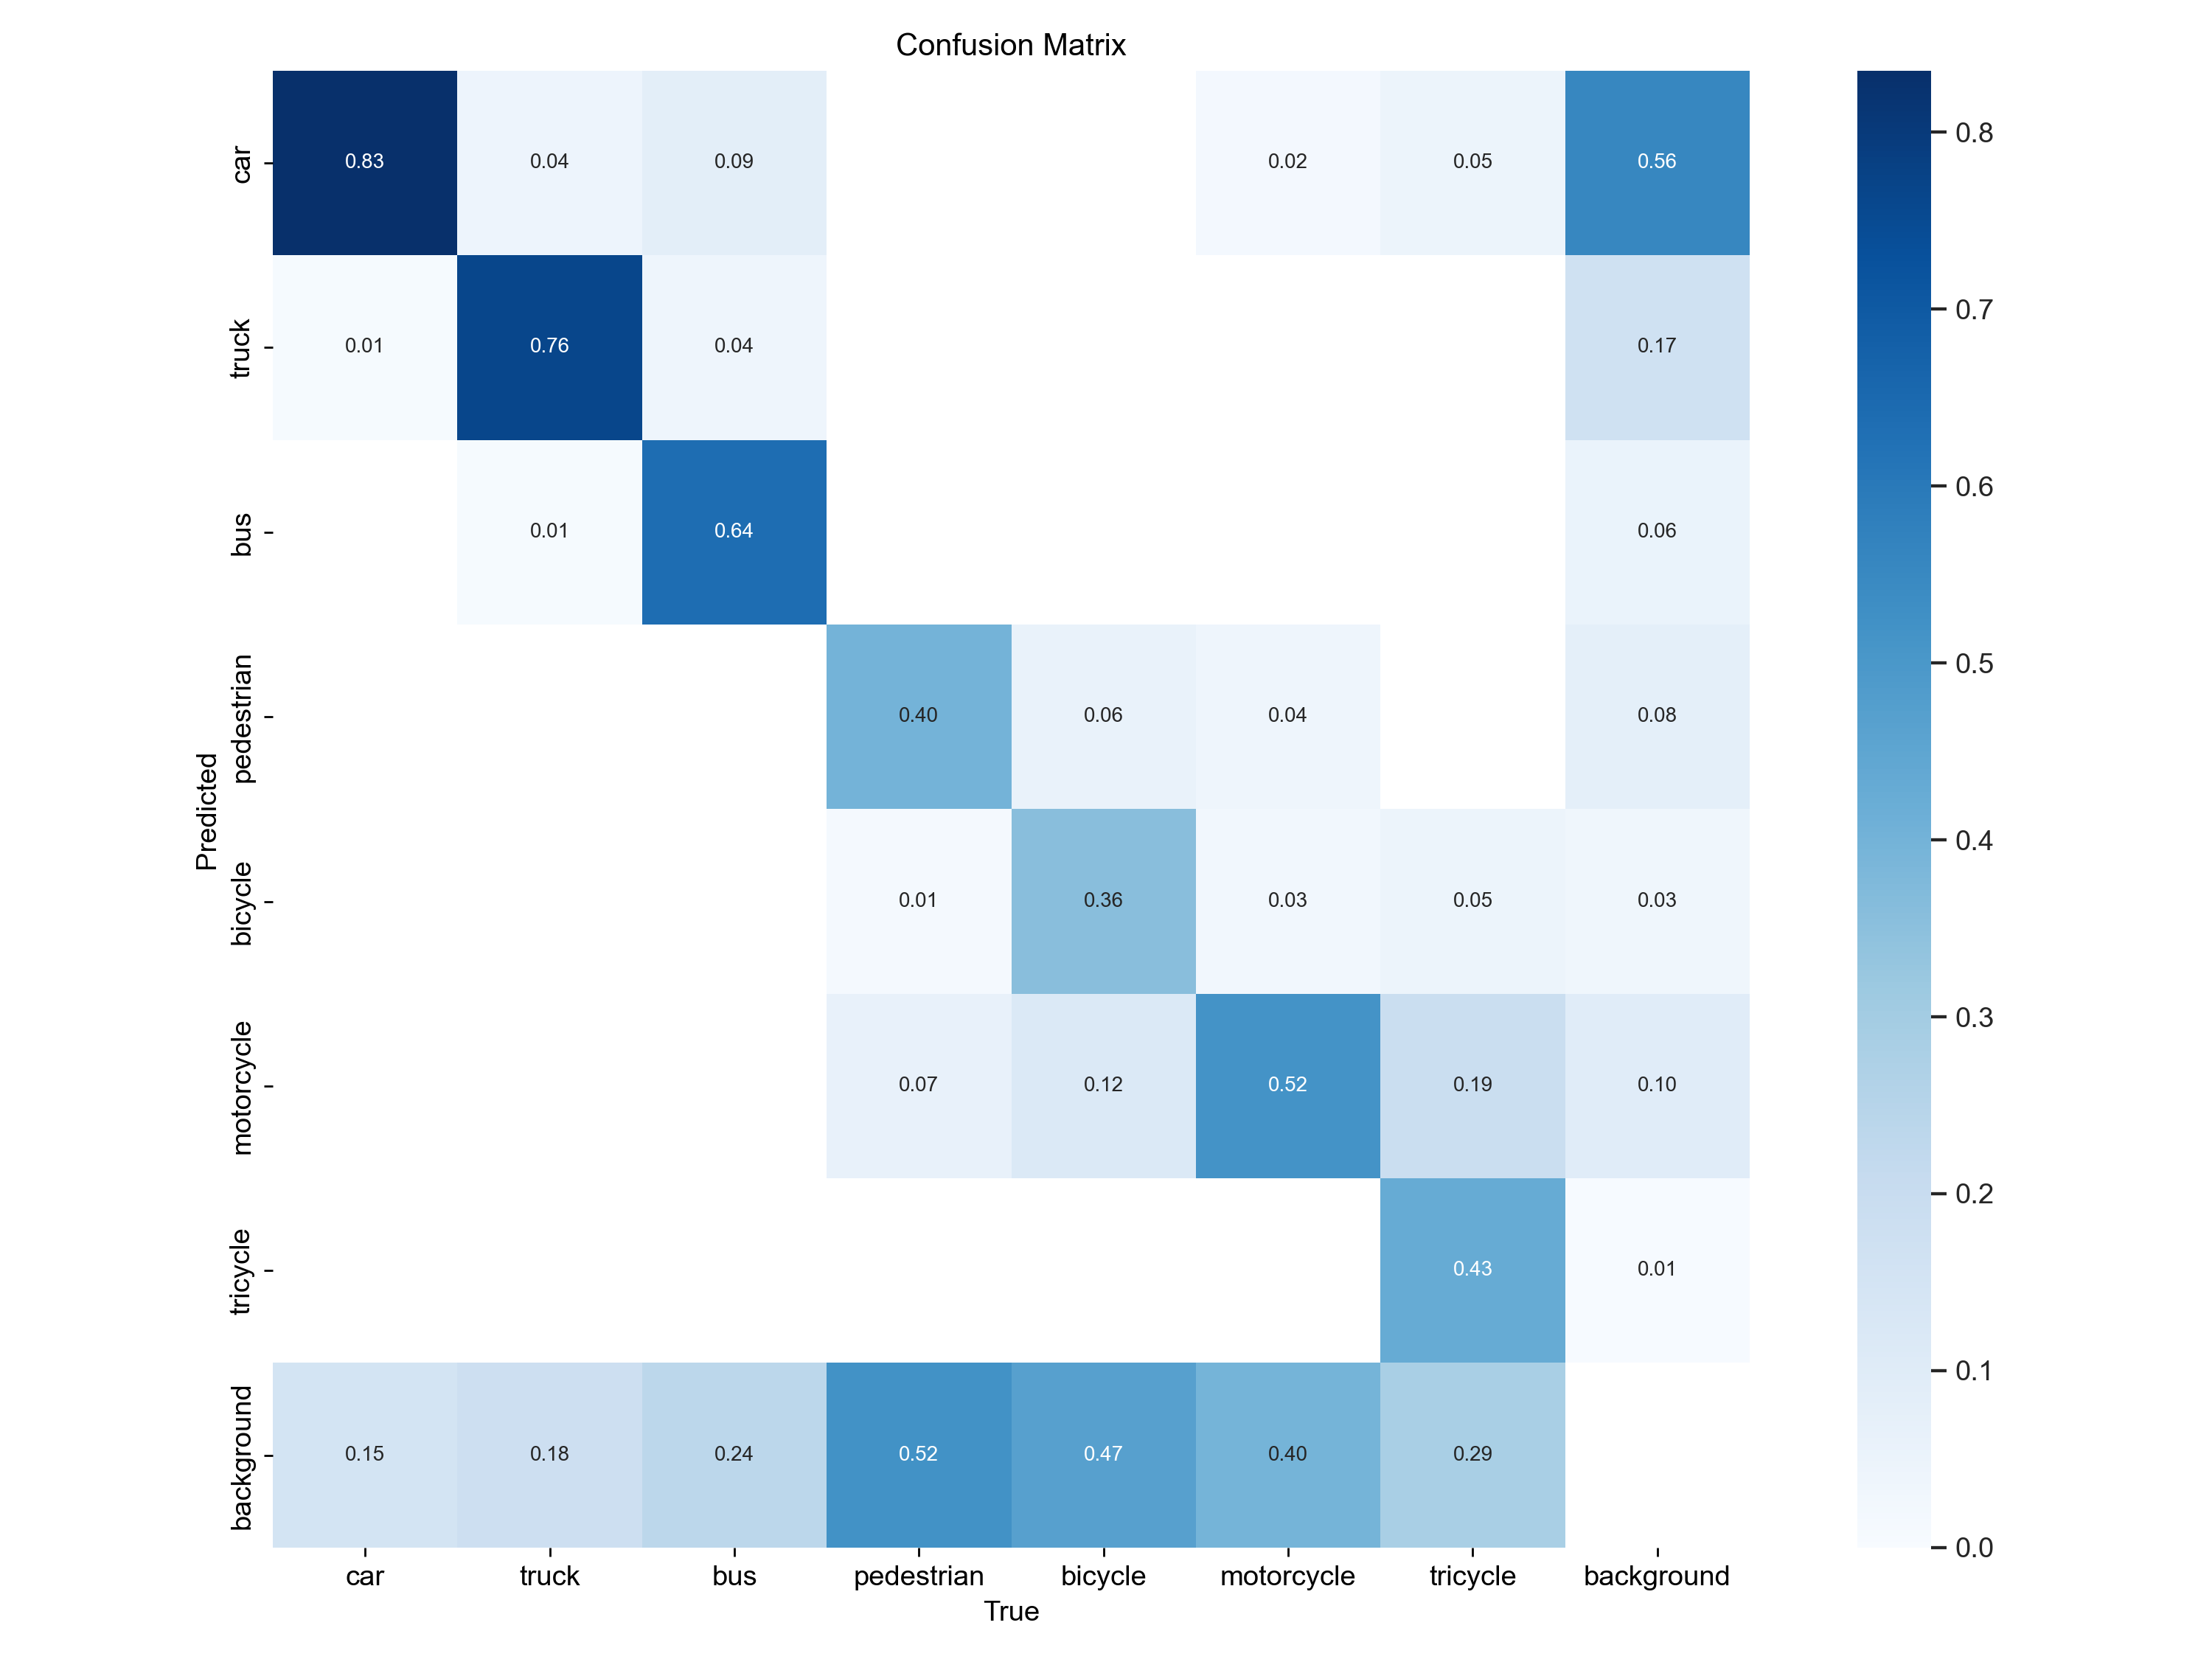 Confusion Matrix
car
0.83 0.04 0.09 0.02 0.05 0.56
truck
0.01 0.76 0.04 0.17
bus
0.01 0.64 0.06
pedestrian
0.40 0.06 0.04 0.08
bicycle
0.01 0.36 0.03 0.05 0.03
motorcycle
0.07 0.12 0.52 0.19 0.10
tricycle
0.43 0.01
background
0.15 0.18 0.24 0.52 0.47 0.40 0.29
Predicted
car truck bus pedestrian bicycle motorcycle tricycle background
True
0.8
0.7
0.6
0.5
0.4
0.3
0.2
0.1
0.0